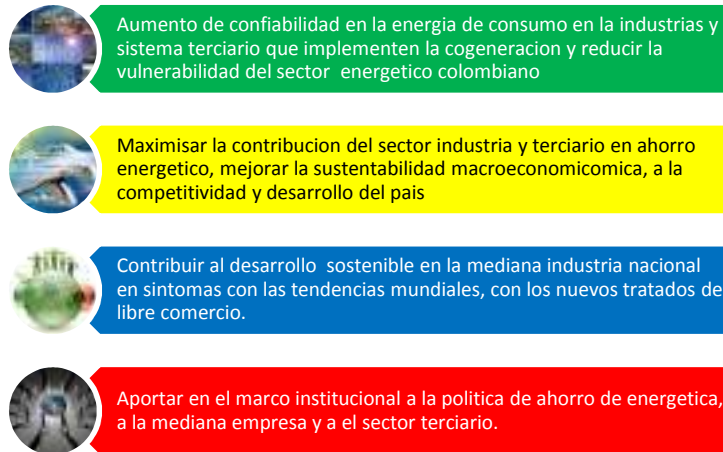 Aumento de confiabilidad en la energia de consumo en la industrias y
sistema terciario que implementen la cogeneracion y reducir la
vulnerabilidad del sector energetico colombiano
Maximisar la contribucion del sector industria y terciario en ahorro
energetico, mejorar la sustentabilidad macroeconomicomica, a la
competitividad y desarrollo del pais
Contribuir al desarrollo sostenible en la mediana industria nacional
en sintomas con las tendencias mundiales, con los nuevos tratados de
libre comercio.
Aportar en el marco institucional a la politica de ahorro de energetica,
a la mediana empresa y a el sector terciario.